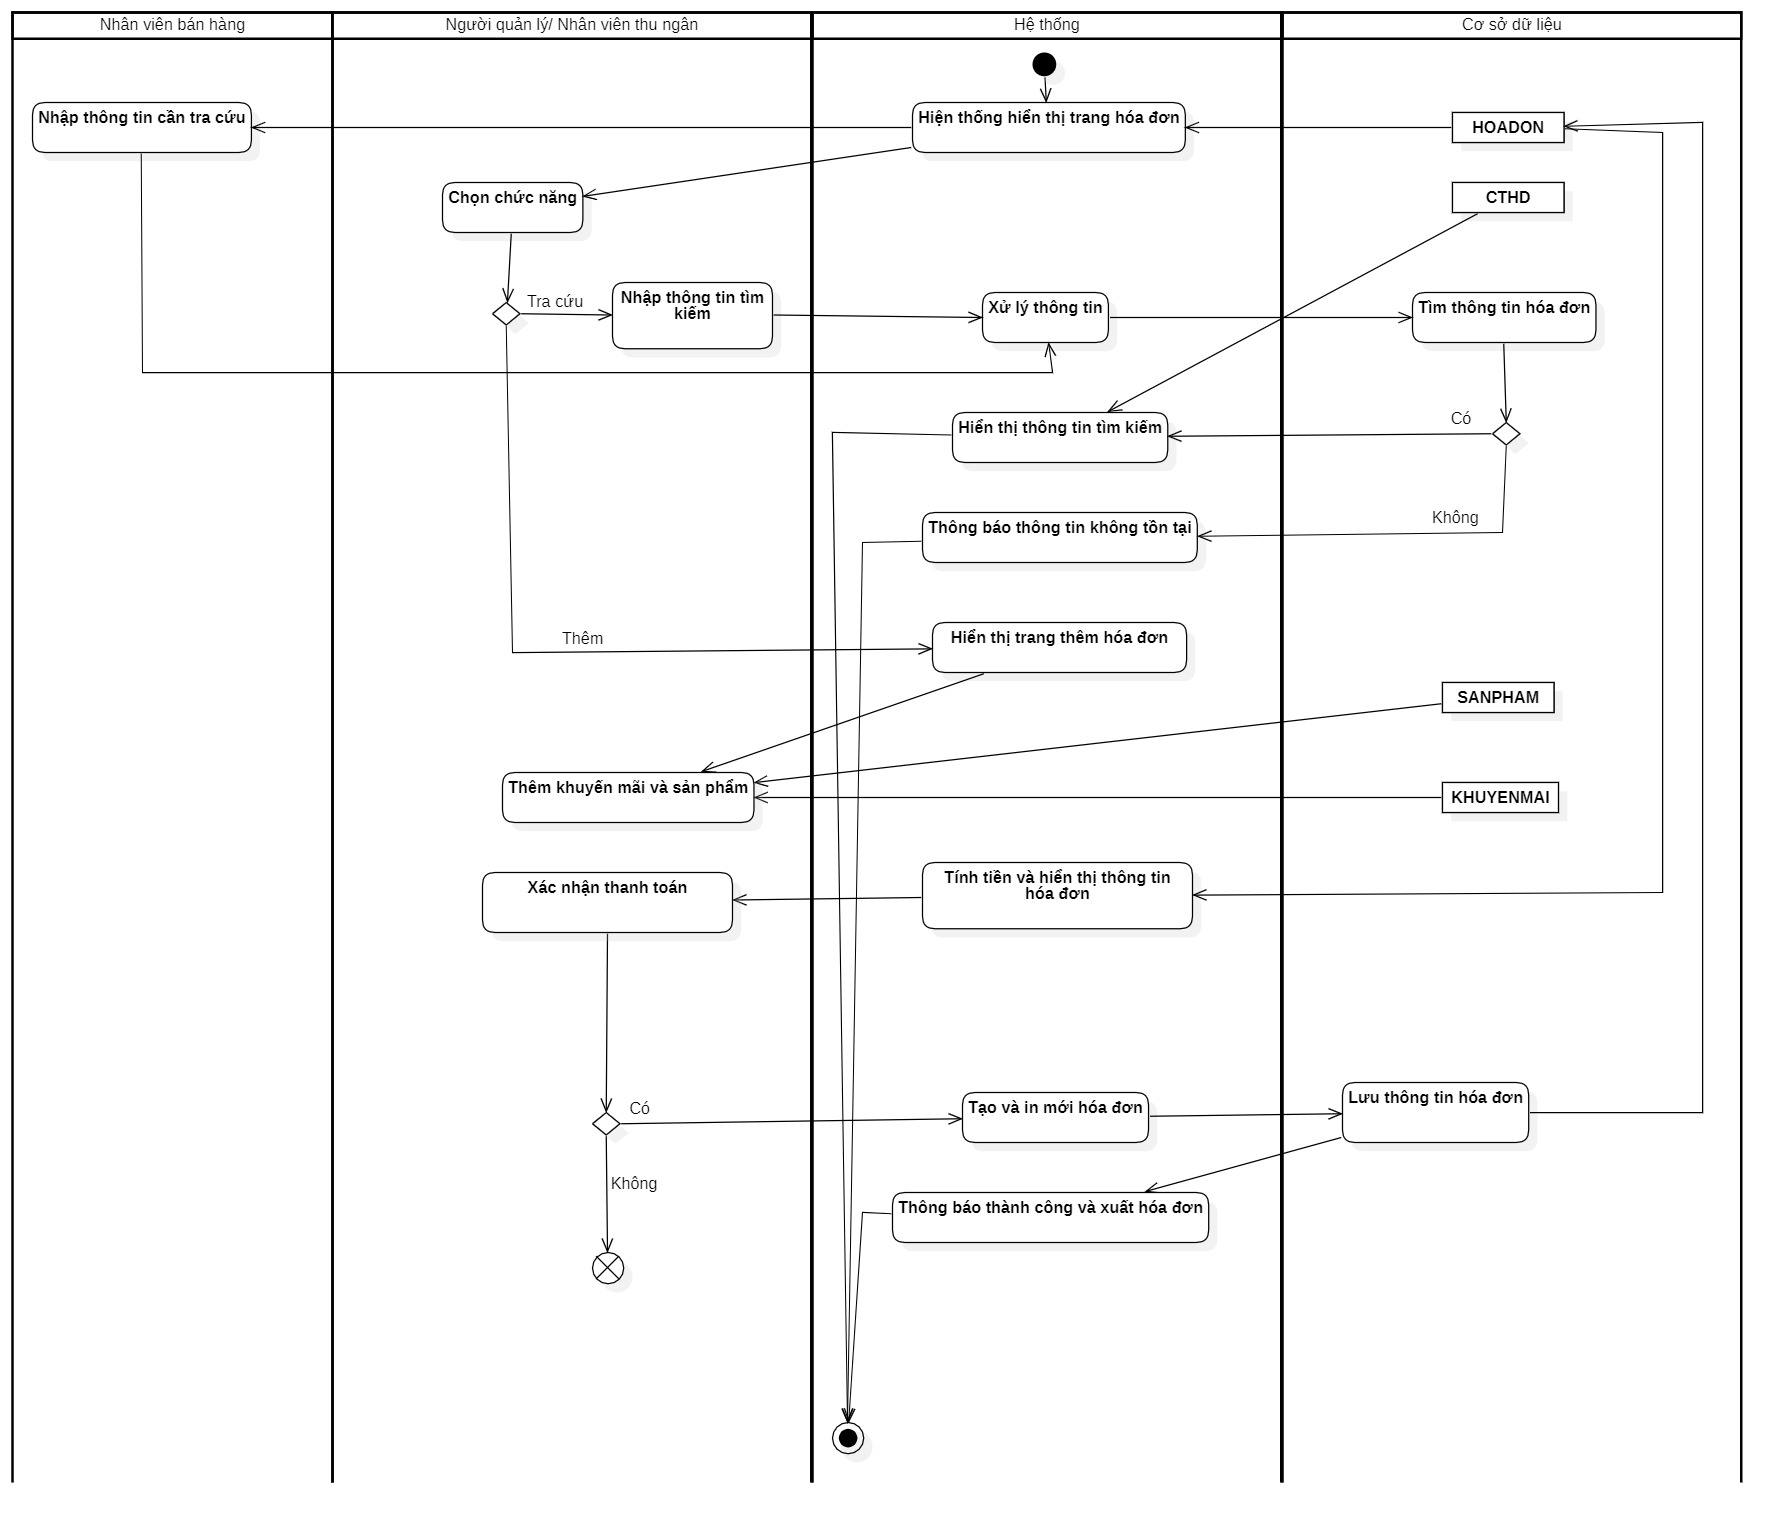 Nhân viên bán hàng
Người quản lý/ Nhân viên thu ngân
Hệ thống
Cơ sở dữ liệu
Nhập thông tin cần tra cứu
Hiện thống hiển thị trang hóa đơn
HOADON
Chọn chức năng
CTHD
Tra cứu
Nhập thông tin tìm
kiếm
Xử lý thông tin
Tìm thông tin hóa đơn
Hiển thị thông tin tìm kiếm
Có
Thông báo thông tin không tồn tại
Không
Thêm
Hiển thị trang thêm hóa đơn
SANPHAM
Thêm khuyến mãi và sản phẩm
KHUYENMAI
Xác nhận thanh toán
Tính tiền và hiển thị thông tin
hóa đơn
Có
Tạo và in mới hóa đơn
Lưu thông tin hóa đơn
Không
Thông báo thành công và xuất hóa đơn